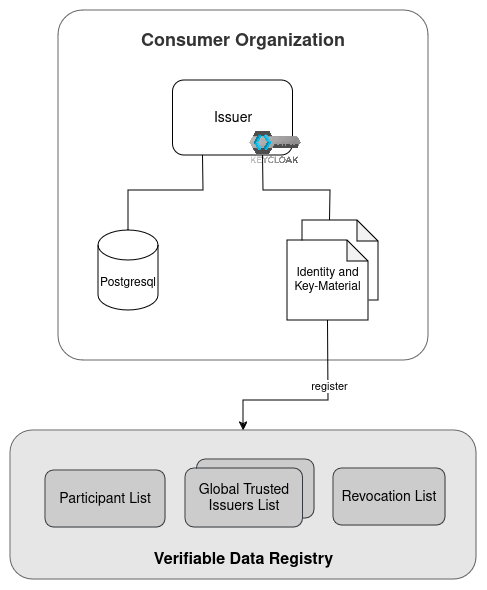 Consumer Organization
Issuer
KEYCLOAK
Postgresql
Identity and
Key-Material
register
Participant List
Global Trusted
Issuers List
Revocation List
Verifiable Data Registry